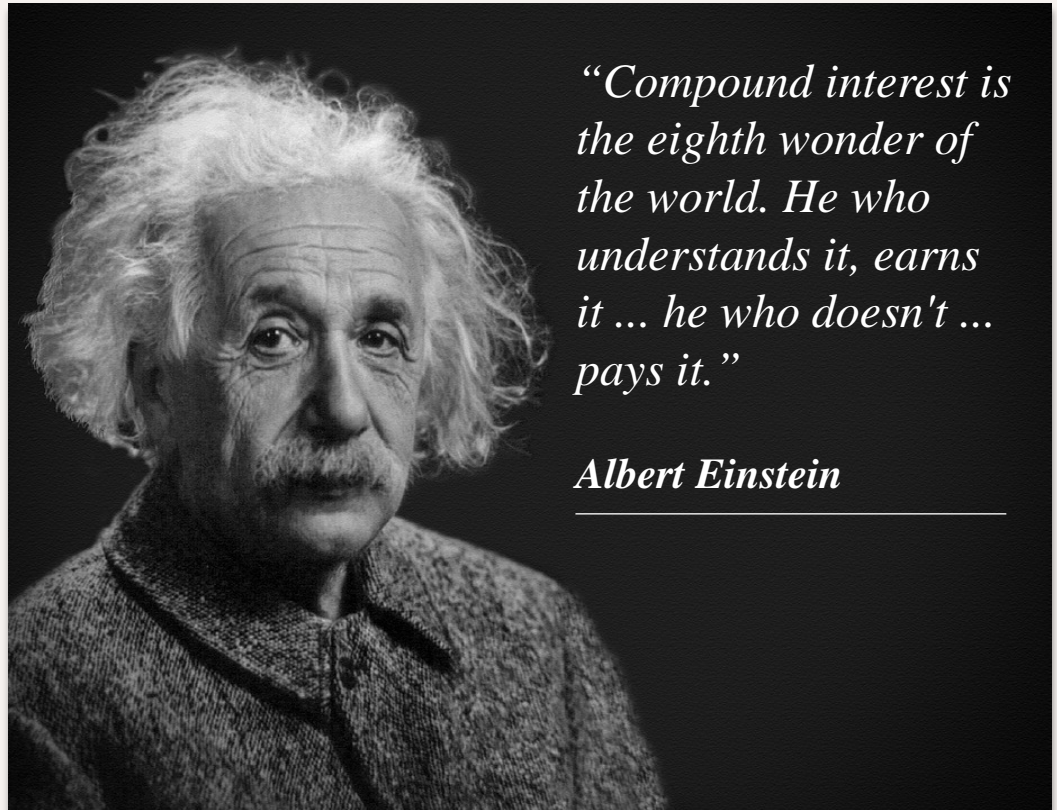 “Compound interest is
the eighth wonder of
the world. He who
understands it, earns
it ... he who doesn't ...
pays it.”
Albert Einstein